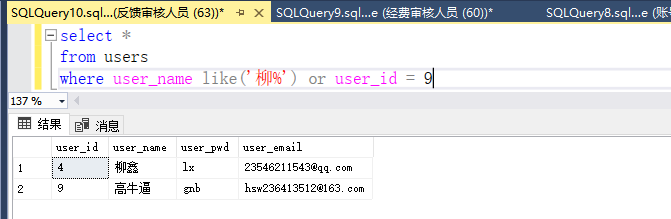 SQLQuery10.sql...(反馈审核人员 (63))* SQLQuery9.sql...e (经费审核人员 (60))* SQLQuery8.sql...e (账
select *
from users
where user_name like('柳%') or user_id = 9
137 %
结果 消息
user_id user_name user_pwd user_email
1 4 柳鑫 lx 23546211543@qq.com
2 9 高牛逼 gnb hsw236413512@163.com